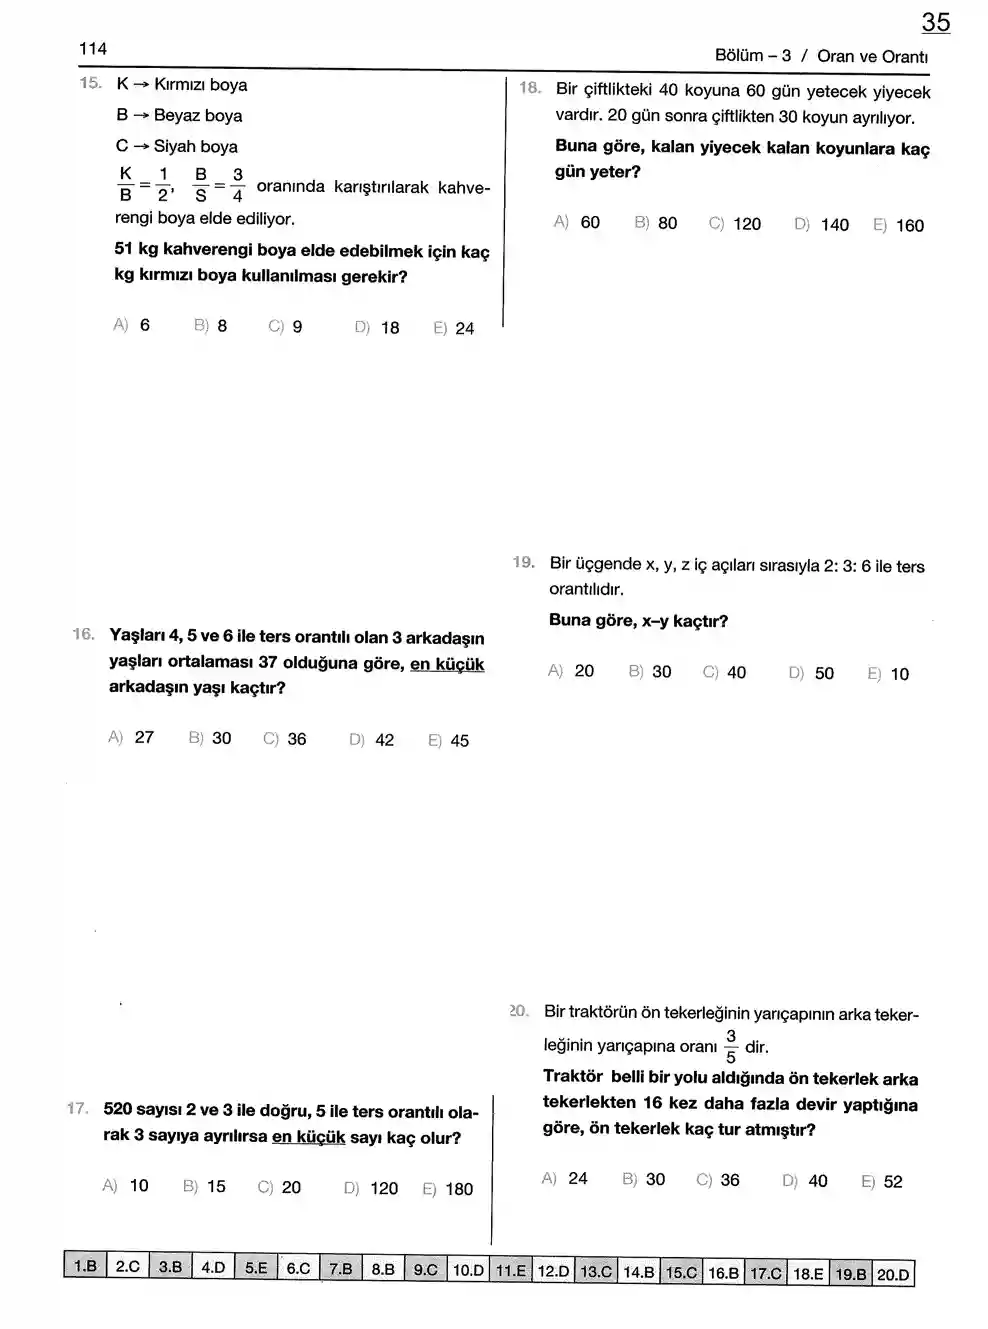 35
114
Bölüm – 3 / Oran ve Orantı
15. K → Kırmızı boya
B → Beyaz boya
C → Siyah boya
K/B = 1/2, B/S = 3/4 oranında karıştırılarak kahve-
rengi boya elde ediliyor.
51 kg kahverengi boya elde edebilmek için kaç
kg kırmızı boya kullanılması gerekir?
A) 6 B) 8 C) 9 D) 18 E) 24
16. Yaşları 4, 5 ve 6 ile ters orantılı olan 3 arkadaşın
yaşları ortalaması 37 olduğuna göre, en küçük
arkadaşın yaşı kaçtır?
A) 27 B) 30 C) 36 D) 42 E) 45
17. 520 sayısı 2 ve 3 ile doğru, 5 ile ters orantılı ola-
rak 3 sayıya ayrılırsa en küçük sayı kaç olur?
A) 10 B) 15 C) 20 D) 120 E) 180
18. Bir çiftlikteki 40 koyuna 60 gün yetecek yiyecek
vardır. 20 gün sonra çiftlikten 30 koyun ayrılıyor.
Buna göre, kalan yiyecek kalan koyunlara kaç
gün yeter?
A) 60 B) 80 C) 120 D) 140 E) 160
19. Bir üçgende x, y, z iç açıları sırasıyla 2: 3: 6 ile ters
orantılıdır.
Buna göre, x–y kaçtır?
A) 20 B) 30 C) 40 D) 50 E) 10
20. Bir traktörün ön tekerleğinin yarıçapının arka teker-
leğinin yarıçapına oranı 3/5 dir.
Traktör belli bir yolu aldığında ön tekerlek arka
tekerlekten 16 kez daha fazla devir yaptığına
göre, ön tekerlek kaç tur atmıştır?
A) 24 B) 30 C) 36 D) 40 E) 52
1.B 2.C 3.B 4.D 5.E 6.C 7.B 8.B 9.C 10.D 11.E 12.D 13.C 14.B 15.C 16.B 17.C 18.E 19.B 20.D